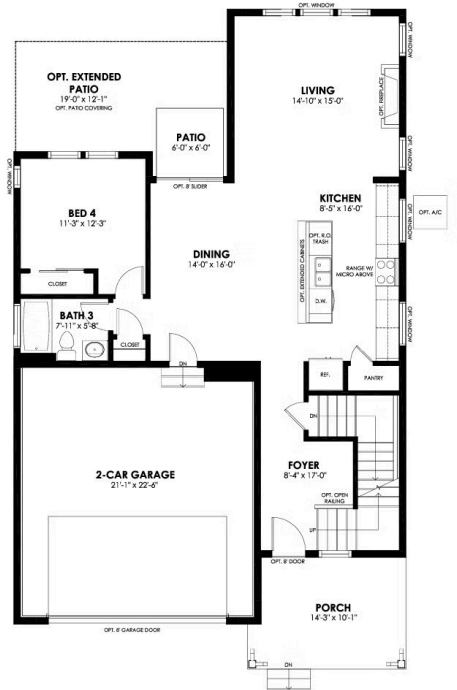 OPT. WINDOW
OPT. EXTENDED
PATIO
19'-0" x 12'-1"
OPT. PATIO COVERING
LIVING
14'-10" x 15'-0"
OPT. WINDOW
OPT. FIREPLACE
PATIO
6'-0" x 6'-0"
OPT. WINDOW
OPT. 8' SLIDER
OPT. WINDOW
BED 4
11'-3" x 12'-3"
KITCHEN
8'-5" x 16'-0"
OPT. WINDOW
OPT. A/C
DINING
14'-0" x 16'-0"
OPT. EXTENDED CABINETS
OPT. R.O.
TRASH
RANGE W/
MICRO ABOVE
D.W.
CLOSET
BATH 3
7'-11" x 5'-8"
CLOSET
OPT. WINDOW
DN
REF.
PANTRY
DN
2-CAR GARAGE
21'-1" x 22'-6"
FOYER
8'-4" x 17'-0"
OPT. OPEN
RAILING
UP
OPT. 8' DOOR
PORCH
14'-3" x 10'-1"
OPT. 8' GARAGE DOOR
DN